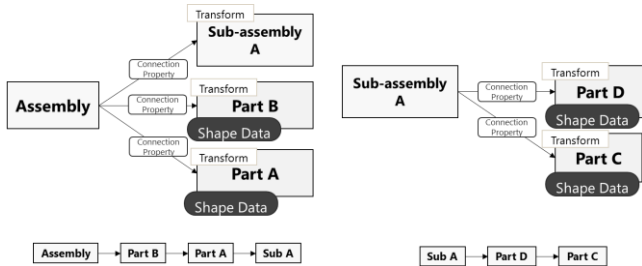 Transform
Sub-assembly
A
Connection
Property
Assembly
Connection
Property
Transform
Part B
Shape Data
Connection
Property
Transform
Part A
Shape Data
Assembly
Part B
Part A
Sub A
Sub-assembly
A
Connection
Property
Transform
Part D
Shape Data
Connection
Property
Transform
Part C
Shape Data
Sub A
Part D
Part C